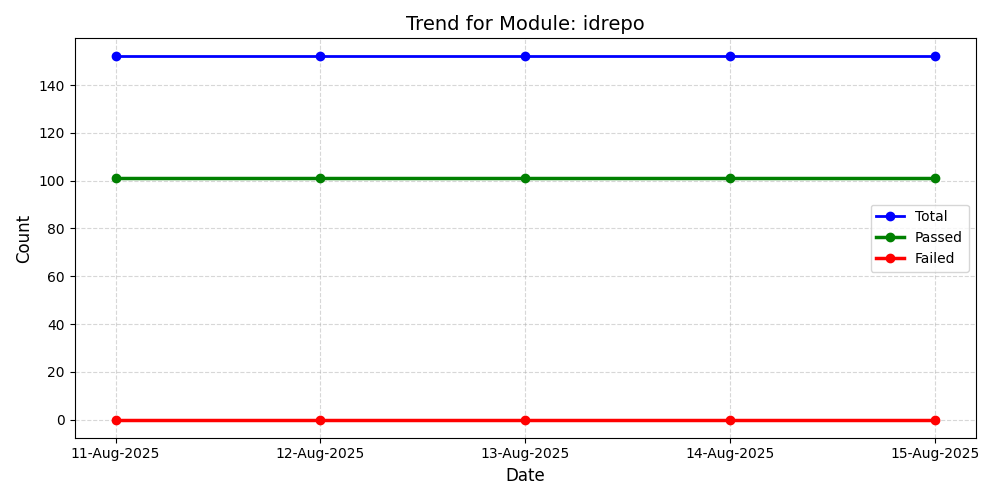 Trend for Module: idrepo
Count
140
120
100
80
60
40
20
0
Total
Passed
Failed
11-Aug-2025
12-Aug-2025
13-Aug-2025
14-Aug-2025
15-Aug-2025
Date